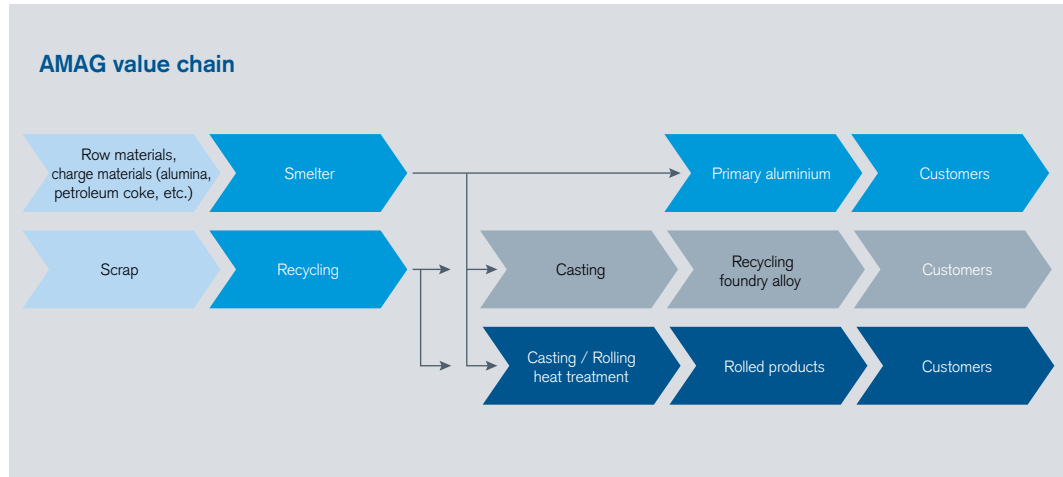 AMAG value chain
Row materials,
charge materials (alumina,
petroleum coke, etc.)
Smelter
Primary aluminium
Customers
Scrap
Recycling
Casting
Recycling
foundry alloy
Customers
Casting / Rolling
heat treatment
Rolled products
Customers